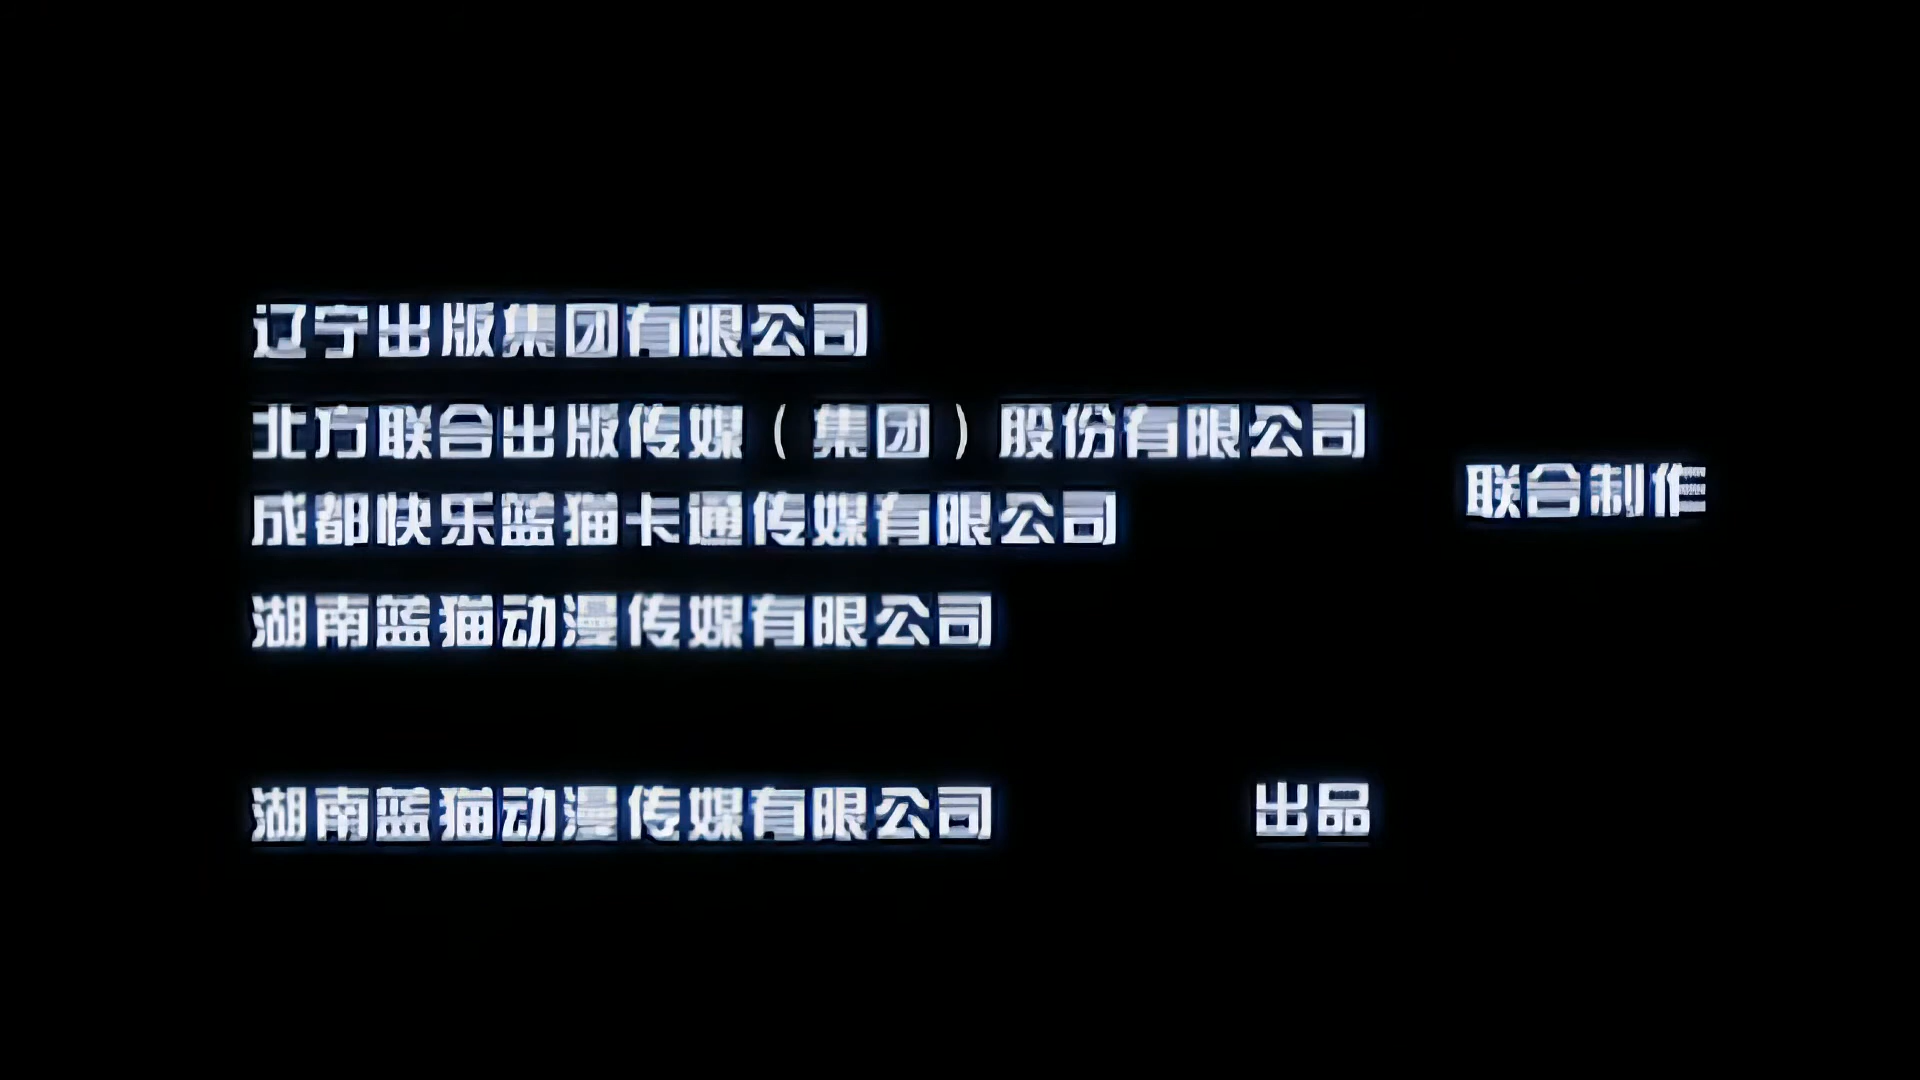 辽宁出版集团有限公司
北方联合出版传媒（集团）股份有限公司
联合制作
成都快乐蓝猫卡通传媒有限公司
湖南蓝猫动漫传媒有限公司
湖南蓝猫动漫传媒有限公司 出品